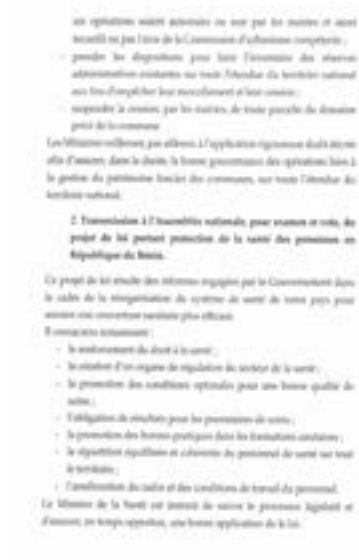 ces opérations soient autorisées ou non par les mairies et aient
recueilli ou pas l'avis de la Commission d'urbanisme compétente ;
- prendre les dispositions pour faire l'inventaire des réserves
administratives existantes sur toute l'étendue du territoire national
aux fins d'empêcher leur morcellement et leur cession ;
- suspendre la cession, par les mairies, de toute parcelle du domaine
privé de la commune.
Les Ministres veilleront, par ailleurs, à l'application rigoureuse dudit décret
afin d'assurer, dans la durée, la bonne gouvernance des opérations liées à
la gestion du patrimoine foncier des communes, sur toute l'étendue du
territoire national.
2. Transmission à l'Assemblée nationale, pour examen et vote, du
projet de loi portant protection de la santé des personnes en
République du Bénin.
Ce projet de loi résulte des réformes engagées par le Gouvernement dans
le cadre de la réorganisation du système de santé de notre pays pour
assurer une couverture sanitaire plus efficace.
Il consacre notamment :
- le renforcement du droit à la santé ;
- la création d'un organe de régulation du secteur de la santé ;
- la promotion des conditions optimales pour une bonne qualité de
soins ;
- l'obligation de résultats pour les prestataires de soins ;
- la promotion des bonnes pratiques dans les formations sanitaires ;
- la répartition équilibrée et cohérente du personnel de santé sur tout
le territoire ;
- l'amélioration du cadre et des conditions de travail du personnel.
Le Ministre de la Santé est instruit de suivre le processus législatif et
d'assurer, en temps opportun, une bonne application de la loi.